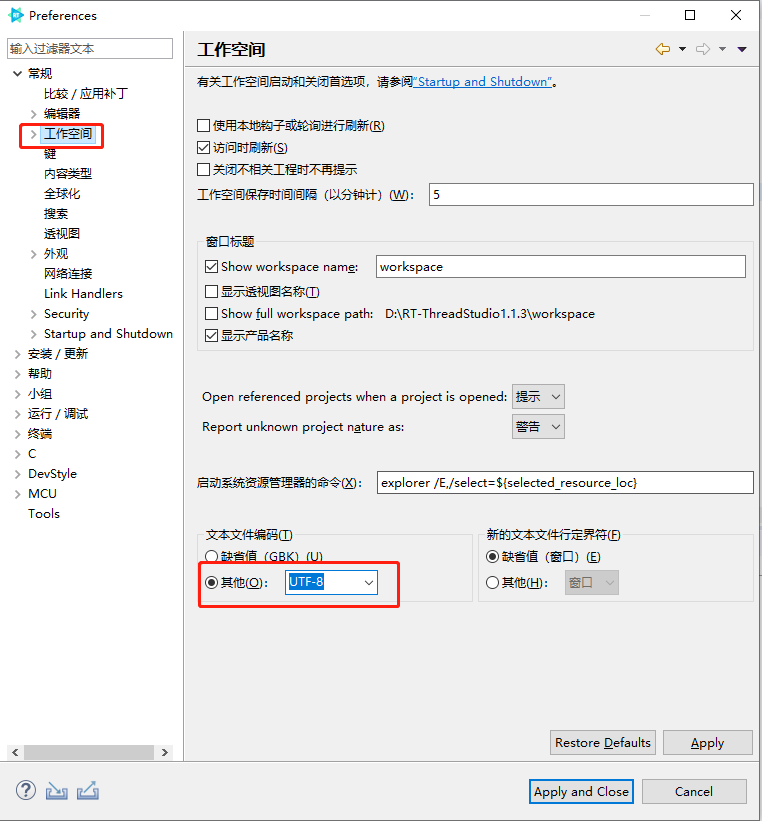 Preferences
输入过滤器文本
常规
比较 / 应用补丁
编辑器
工作空间
键
内容类型
全球化
搜索
透视图
外观
网络连接
Link Handlers
Security
Startup and Shutdown
安装 / 更新
帮助
小组
运行 / 调试
终端
C
DevStyle
MCU
Tools
工作空间
有关工作空间启动和关闭首选项，请参阅“Startup and Shutdown”。
使用本地钩子或轮询进行刷新(R)
访问时刷新(S)
关闭不相关工程时不再提示
工作空间保存时间间隔（以分钟计）(W)： 5
窗口标题
Show workspace name: workspace
显示透视图名称(T)
Show full workspace path: D:\RT-ThreadStudio1.1.3\workspace
显示产品名称
Open referenced projects when a project is opened: 提示
Report unknown project nature as: 警告
启动系统资源管理器的命令(X)： explorer /E,/select=${selected_resource_loc}
文本文件编码(T)
缺省值（GBK）(U)
其他(O)： UTF-8
新的文本文件行定界符(F)
缺省值（窗口）(E)
其他(H)： 窗口
Restore Defaults
Apply
?
Apply and Close
Cancel